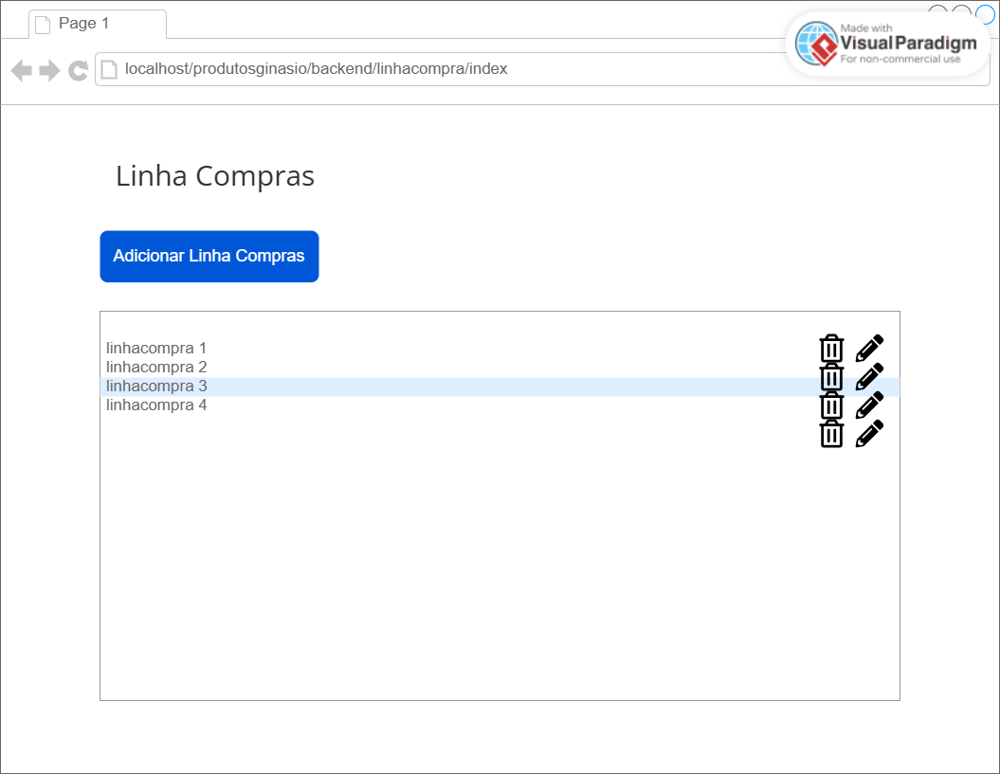 Page 1
Made with
Visual Paradigm
For non-commercial use
localhost/produtosginasio/backend/linhacompra/index
Linha Compras
Adicionar Linha Compras
linhacompra 1
linhacompra 2
linhacompra 3
linhacompra 4